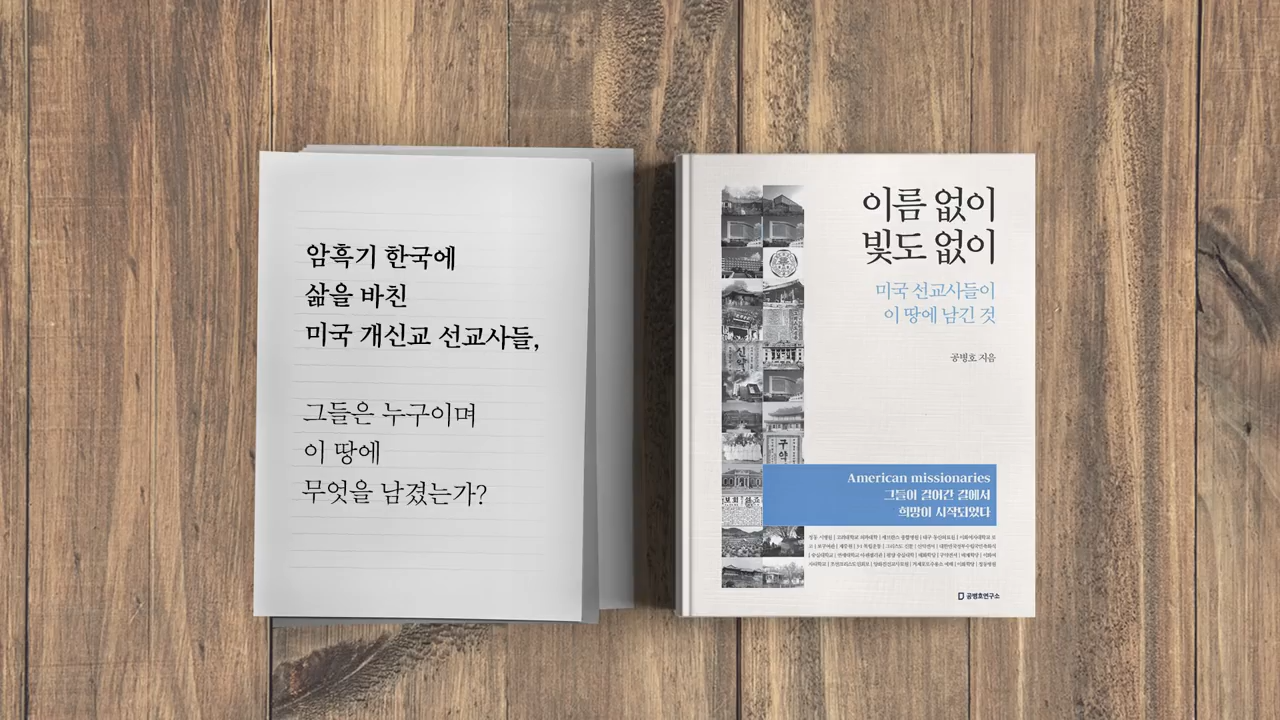 암흑기 한국에
삶을 바친
미국 개신교 선교사들,
그들은 누구이며
이 땅에
무엇을 남겼는가?
이름 없이
빛도 없이
미국 선교사들이
이 땅에 남긴 것
공병호 지음
신약
구약
American missionaries
그들이 걸어간 길에서
희망이 시작되었다
공병호연구소